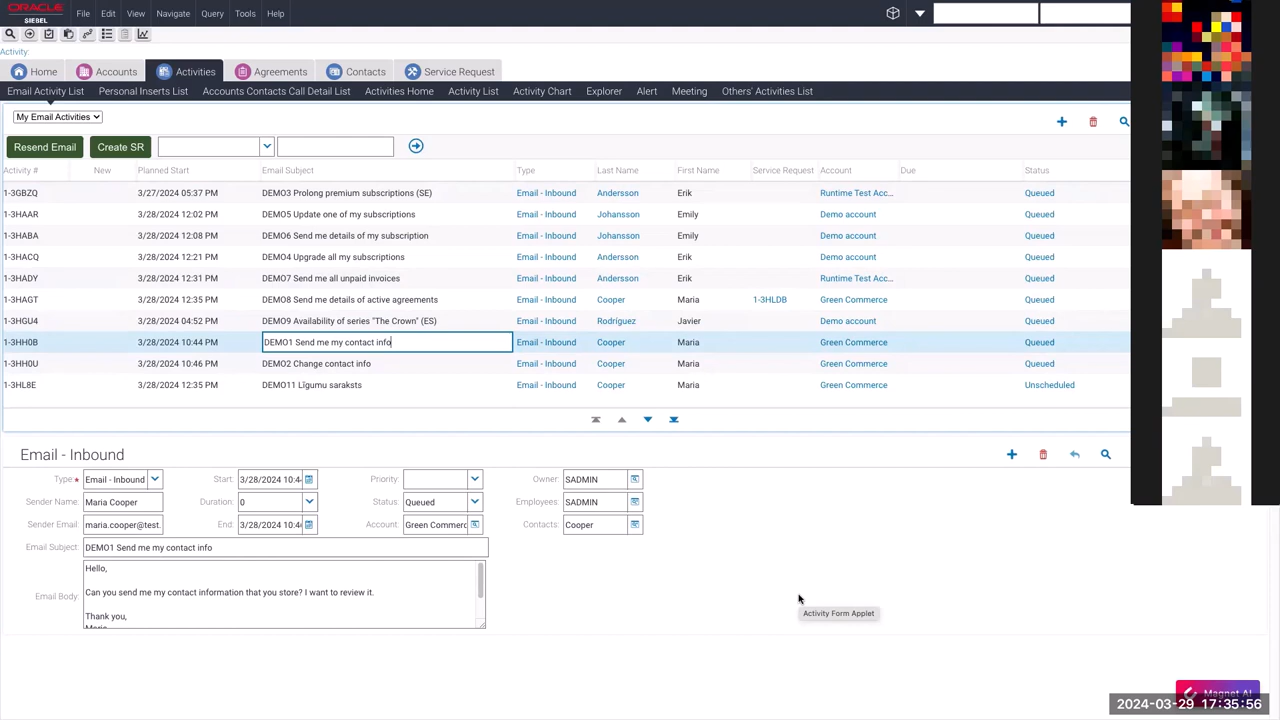 ORACLE
SIEBEL
File Edit View Navigate Query Tools Help
Activity:
Home Accounts Activities Agreements Contacts Service Request
Email Activity List Personal Inserts List Accounts Contacts Call Detail List Activities Home Activity List Activity Chart Explorer Alert Meeting Others' Activities List
My Email Activities
Resend Email Create SR
Activity # New Planned Start Email Subject Type Last Name First Name Service Request Account Due Status
1-3GBZQ 3/27/2024 05:37 PM DEMO3 Prolong premium subscriptions (SE) Email - Inbound Andersson Erik Runtime Test Acc... Queued
1-3HAAR 3/28/2024 12:02 PM DEMO5 Update one of my subscriptions Email - Inbound Johansson Emily Demo account Queued
1-3HABA 3/28/2024 12:08 PM DEMO6 Send me details of my subscription Email - Inbound Johansson Emily Demo account Queued
1-3HACQ 3/28/2024 12:21 PM DEMO4 Upgrade all my subscriptions Email - Inbound Andersson Erik Demo account Queued
1-3HADY 3/28/2024 12:31 PM DEMO7 Send me all unpaid invoices Email - Inbound Andersson Erik Runtime Test Acc... Queued
1-3HAGT 3/28/2024 12:35 PM DEMO8 Send me details of active agreements Email - Inbound Cooper Maria 1-3HLDB Green Commerce Queued
1-3HGU4 3/28/2024 04:52 PM DEMO9 Availability of series "The Crown" (ES) Email - Inbound Rodríguez Javier Demo account Queued
1-3HH0B 3/28/2024 10:44 PM DEMO1 Send me my contact info Email - Inbound Cooper Maria Green Commerce Queued
1-3HH0U 3/28/2024 10:46 PM DEMO2 Change contact info Email - Inbound Cooper Maria Green Commerce Queued
1-3HL8E 3/28/2024 12:35 PM DEMO11 Līgumu saraksts Email - Inbound Cooper Maria Green Commerce Unscheduled
Email - Inbound
Type Email - Inbound Start: 3/28/2024 10:4 Priority: Owner: SADMIN
Sender Name: Maria Cooper Duration: 0 Status: Queued Employees: SADMIN
Sender Email: maria.cooper@test. End: 3/28/2024 10:4 Account: Green Commerc Contacts: Cooper
Email Subject: DEMO1 Send me my contact info
Email Body: Hello,
Can you send me my contact information that you store? I want to review it.
Thank you,
Maria
Activity Form Applet
Magnet AI
2024-03-29 17:35:56